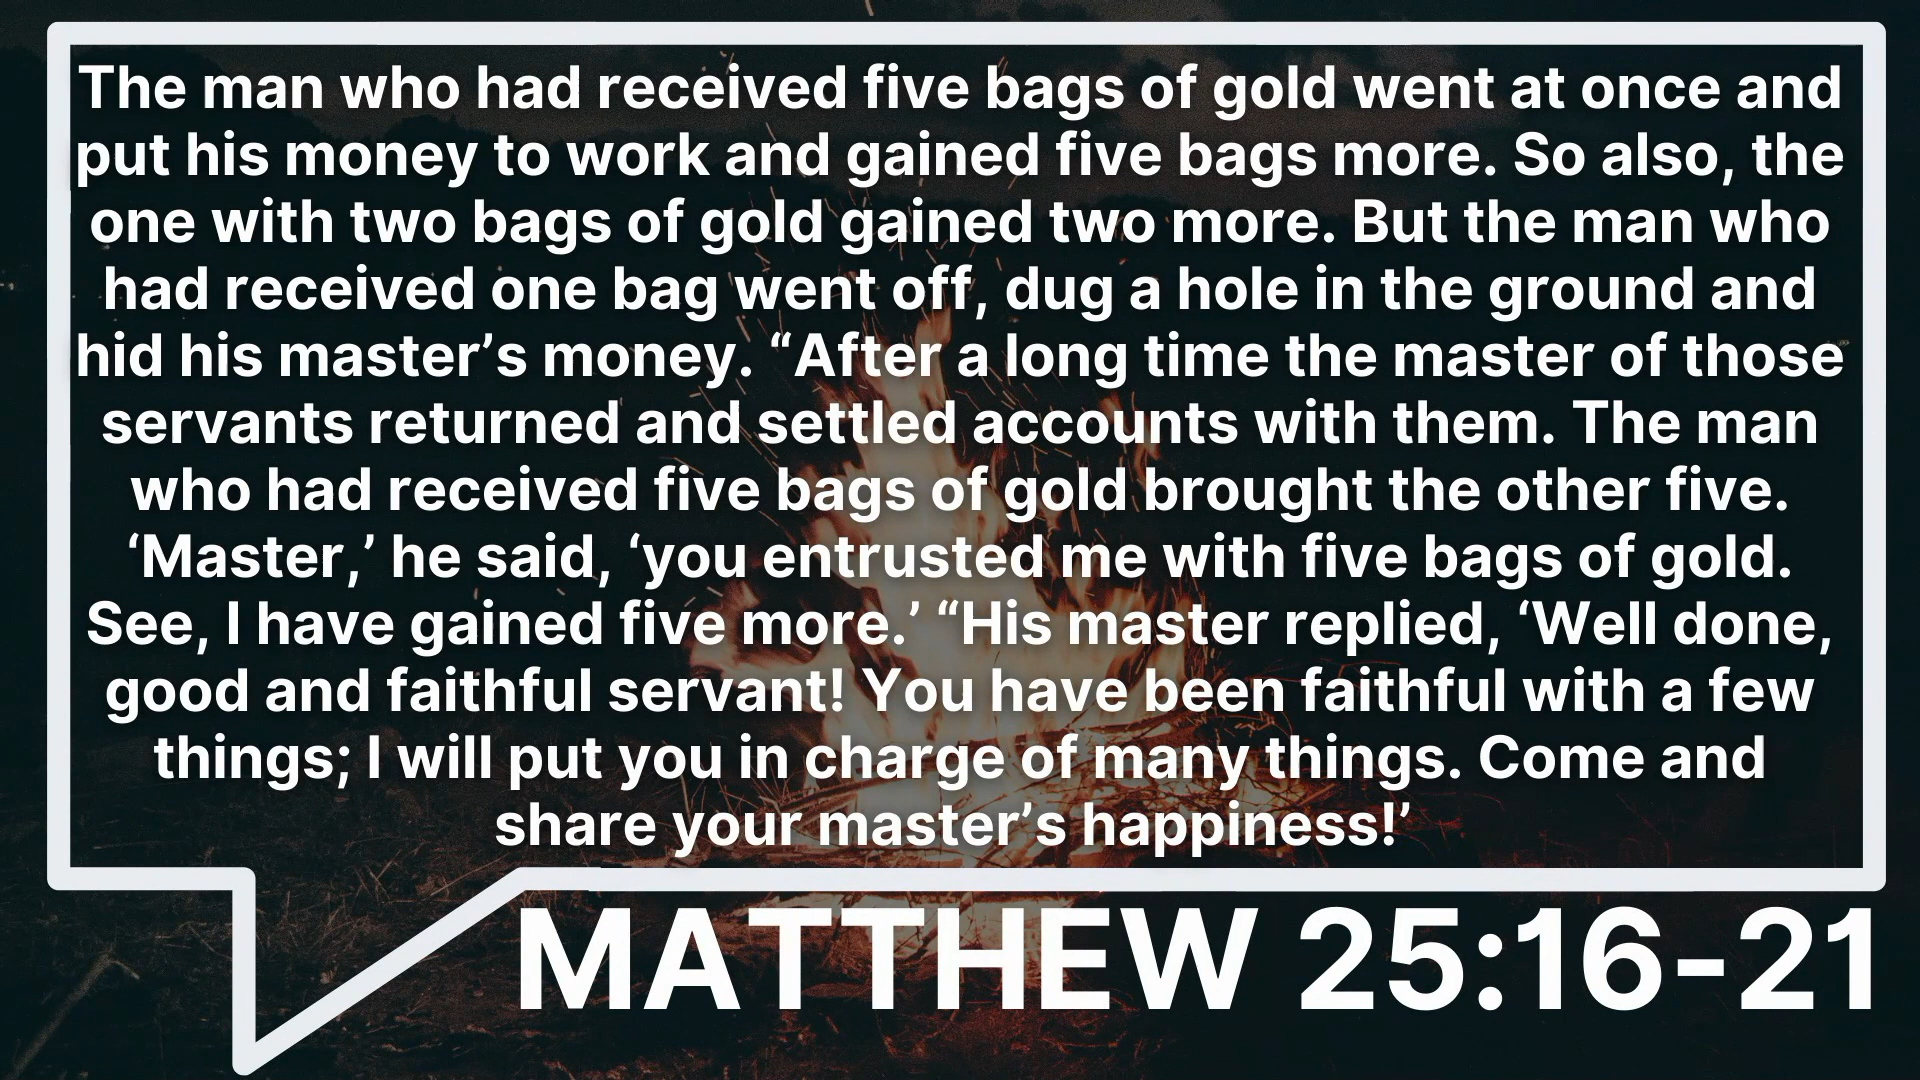 The man who had received five bags of gold went at once and
put his money to work and gained five bags more. So also, the
one with two bags of gold gained two more. But the man who
had received one bag went off, dug a hole in the ground and
hid his master’s money. “After a long time the master of those
servants returned and settled accounts with them. The man
who had received five bags of gold brought the other five.
‘Master,’ he said, ‘you entrusted me with five bags of gold.
See, I have gained five more.’ “His master replied, ‘Well done,
good and faithful servant! You have been faithful with a few
things; I will put you in charge of many things. Come and
share your master’s happiness!’
MATTHEW 25:16-21